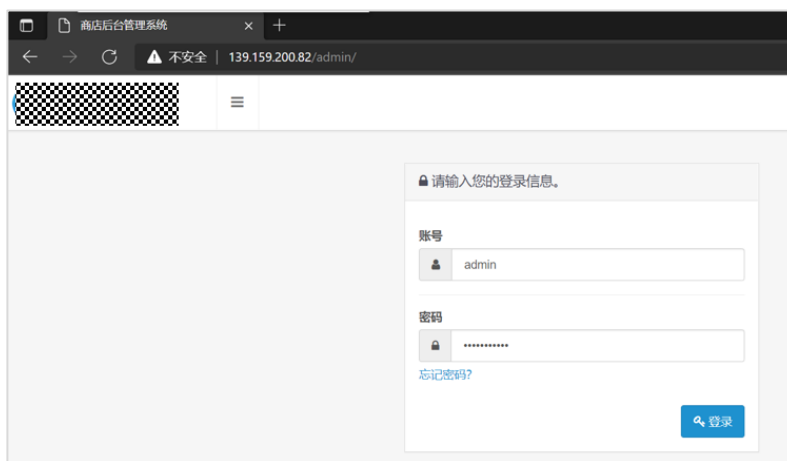 商店后台管理系统
不安全 139.159.200.82/admin/
请输入您的登录信息。
账号
admin
密码
•••••••••••
忘记密码?
登录